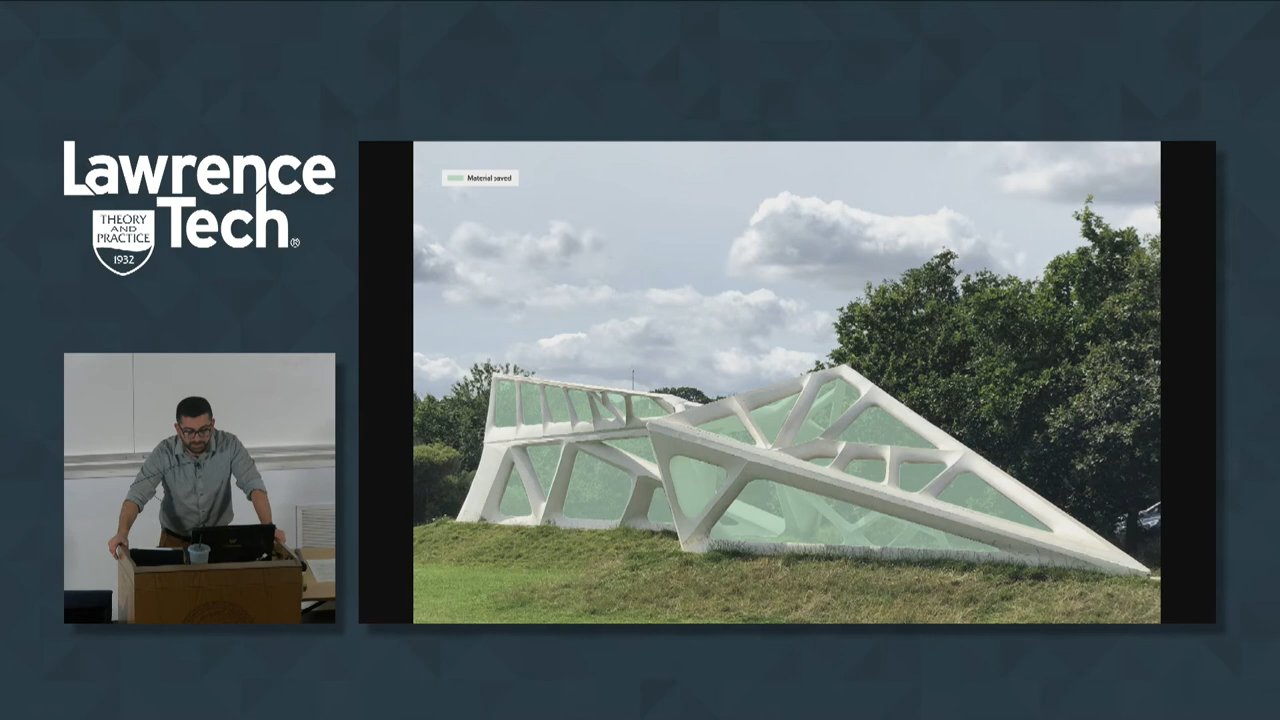 Lawrence
Tech®
THEORY
AND
PRACTICE
1932
Material saved